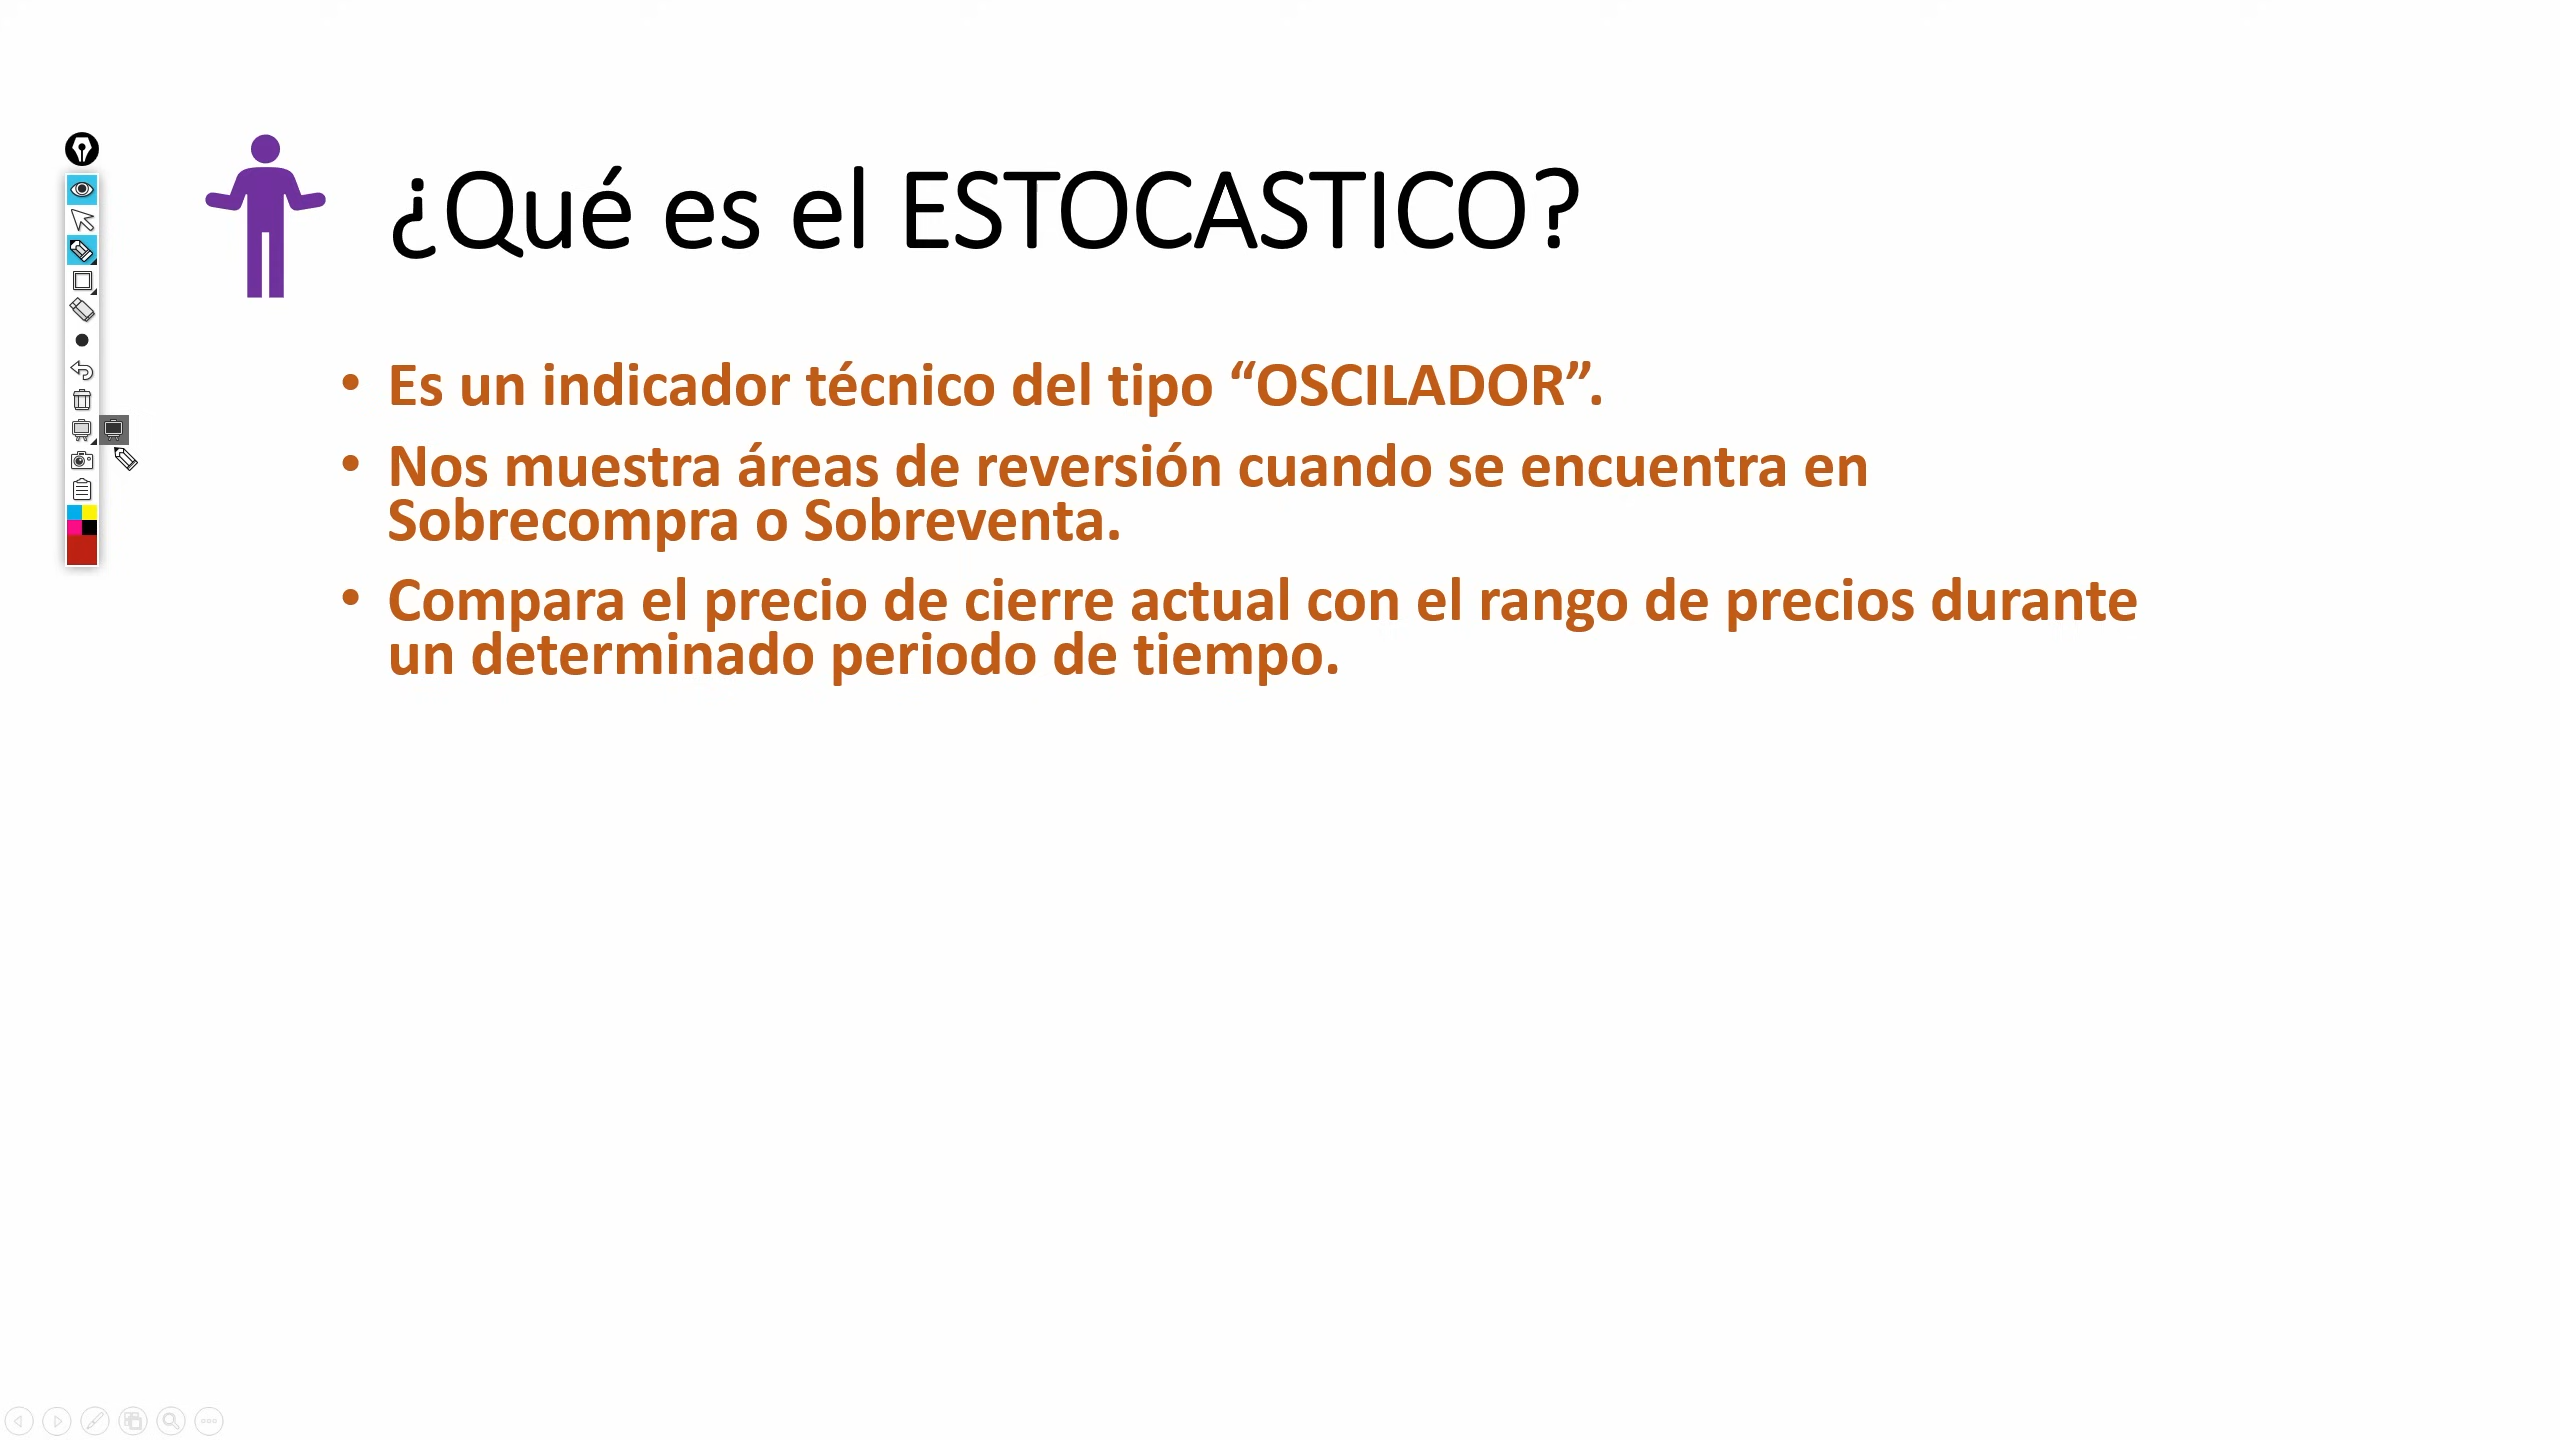 ¿Qué es el ESTOCASTICO?
• Es un indicador técnico del tipo “OSCILADOR”.
• Nos muestra áreas de reversión cuando se encuentra en
Sobrecompra o Sobreventa.
• Compara el precio de cierre actual con el rango de precios durante
un determinado periodo de tiempo.